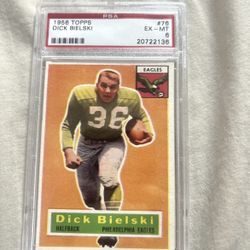 PSA
1956 TOPPS #76
DICK BIELSKI EX - MT
6
20722136
EAGLES
36
Dick Bielski
HALFBACK PHILADELPHIA EAGLES